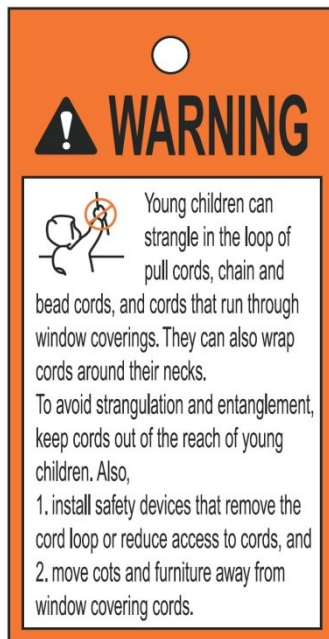 WARNING
Young children can
strangle in the loop of
pull cords, chain and
bead cords, and cords that run through
window coverings. They can also wrap
cords around their necks.
To avoid strangulation and entanglement,
keep cords out of the reach of young
children. Also,
1. install safety devices that remove the
cord loop or reduce access to cords, and
2. move cots and furniture away from
window covering cords.